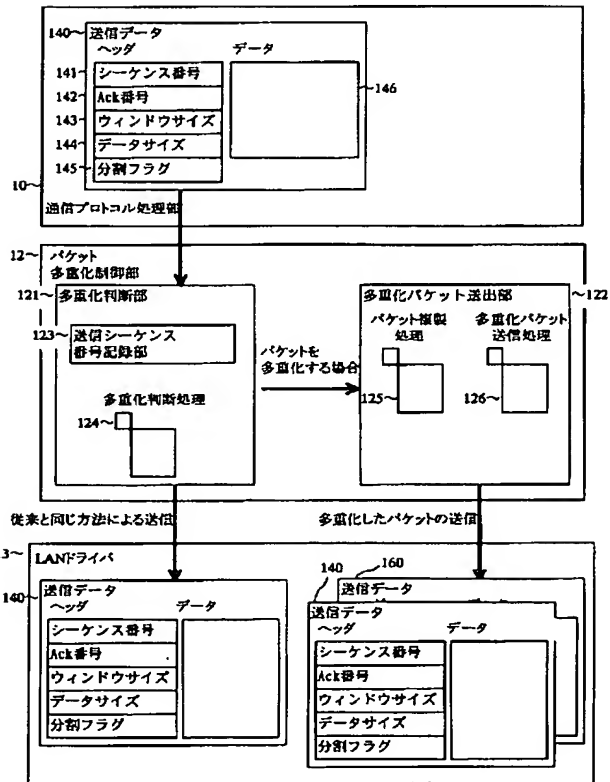 140 送信データ
ヘッダ データ
141 シーケンス番号
142 Ack番号
143 ウィンドウサイズ
144 データサイズ
145 分割フラグ
146
10
通信プロトコル処理部
12 パケット
多重化制御部
121 多重化判断部
123 送信シーケンス
番号記録部
多重化判断処理
124
パケットを
多重化する場合
多重化パケット送出部 122
パケット複製
処理
125
多重化パケット
送信処理
126
従来と同じ方法による送信
多重化したパケットの送信
3
LANドライバ
140 送信データ
ヘッダ データ
シーケンス番号
Ack番号
ウィンドウサイズ
データサイズ
分割フラグ
160
送信データ
140
送信データ
ヘッダ データ
シーケンス番号
Ack番号
ウィンドウサイズ
データサイズ
分割フラグ